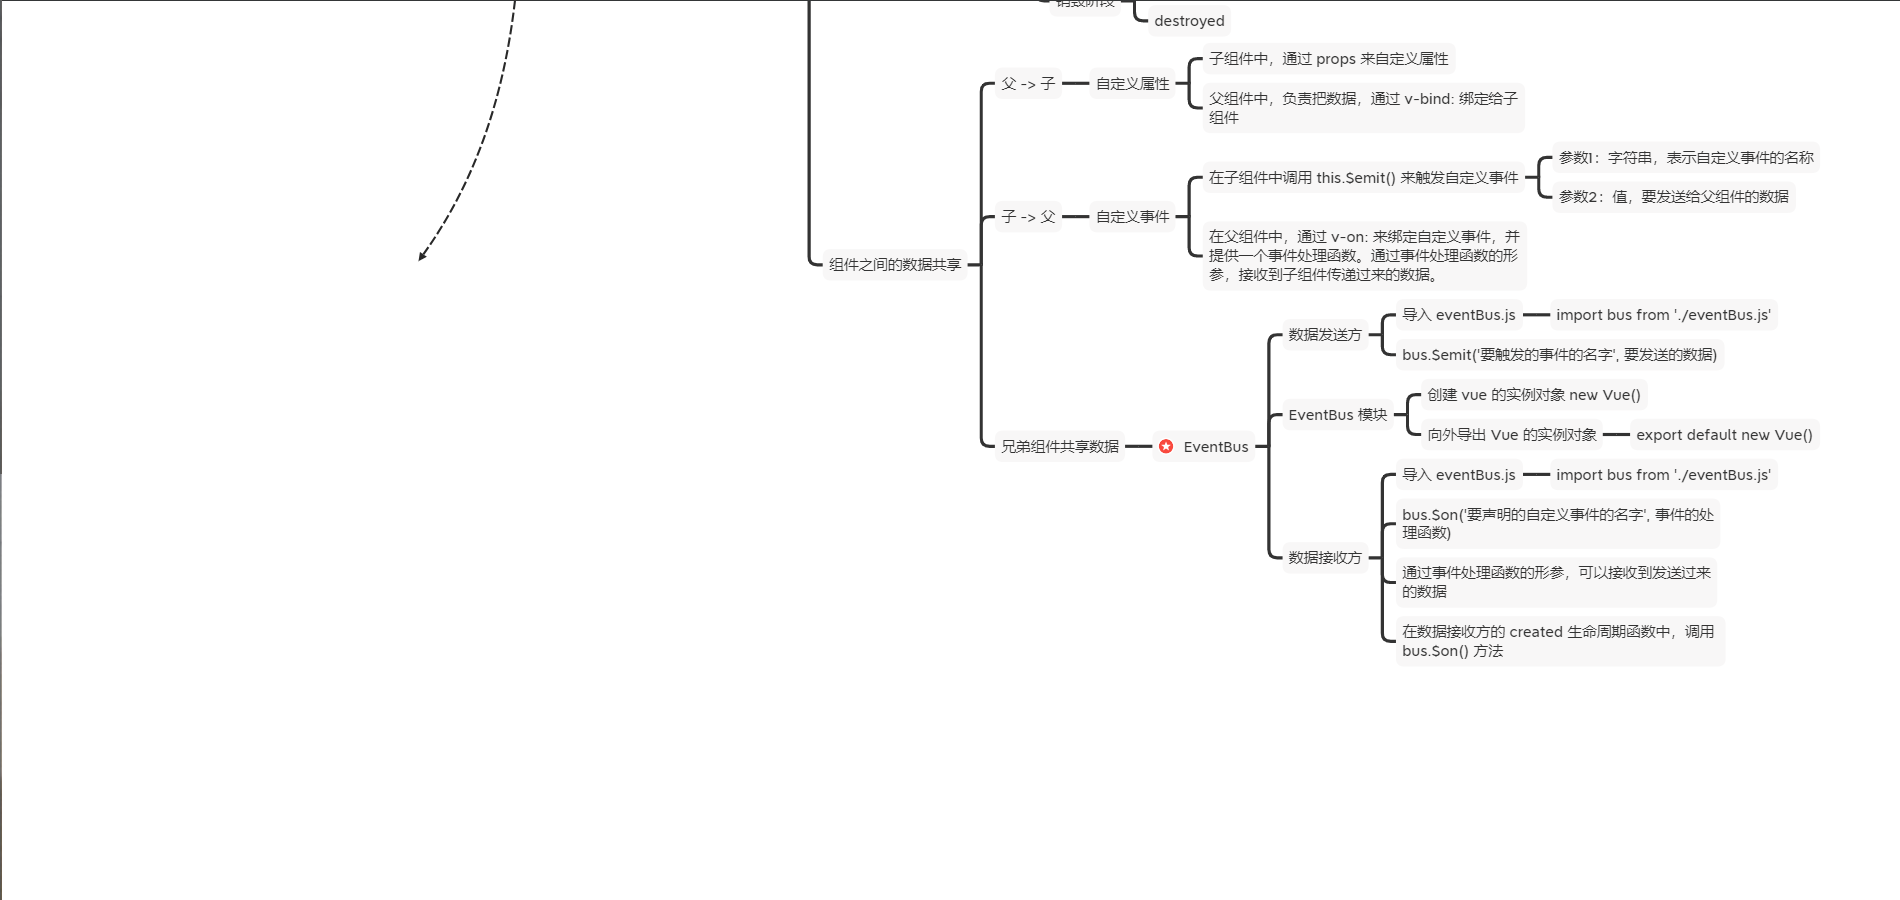 销毁阶段
destroyed
子组件中，通过 props 来自定义属性
父 -> 子
自定义属性
父组件中，负责把数据，通过 v-bind: 绑定给子
组件
参数1：字符串，表示自定义事件的名称
在子组件中调用 this.$emit() 来触发自定义事件
参数2：值，要发送给父组件的数据
子 -> 父
自定义事件
在父组件中，通过 v-on: 来绑定自定义事件，并
提供一个事件处理函数。通过事件处理函数的形
参，接收到子组件传递过来的数据。
组件之间的数据共享
导入 eventBus.js
import bus from './eventBus.js'
数据发送方
bus.$emit('要触发的事件的名字', 要发送的数据)
创建 vue 的实例对象 new Vue()
EventBus 模块
向外导出 Vue 的实例对象
export default new Vue()
兄弟组件共享数据
EventBus
导入 eventBus.js
import bus from './eventBus.js'
bus.$on('要声明的自定义事件的名字', 事件的处
理函数)
数据接收方
通过事件处理函数的形参，可以接收到发送过来
的数据
在数据接收方的 created 生命周期函数中，调用
bus.$on() 方法